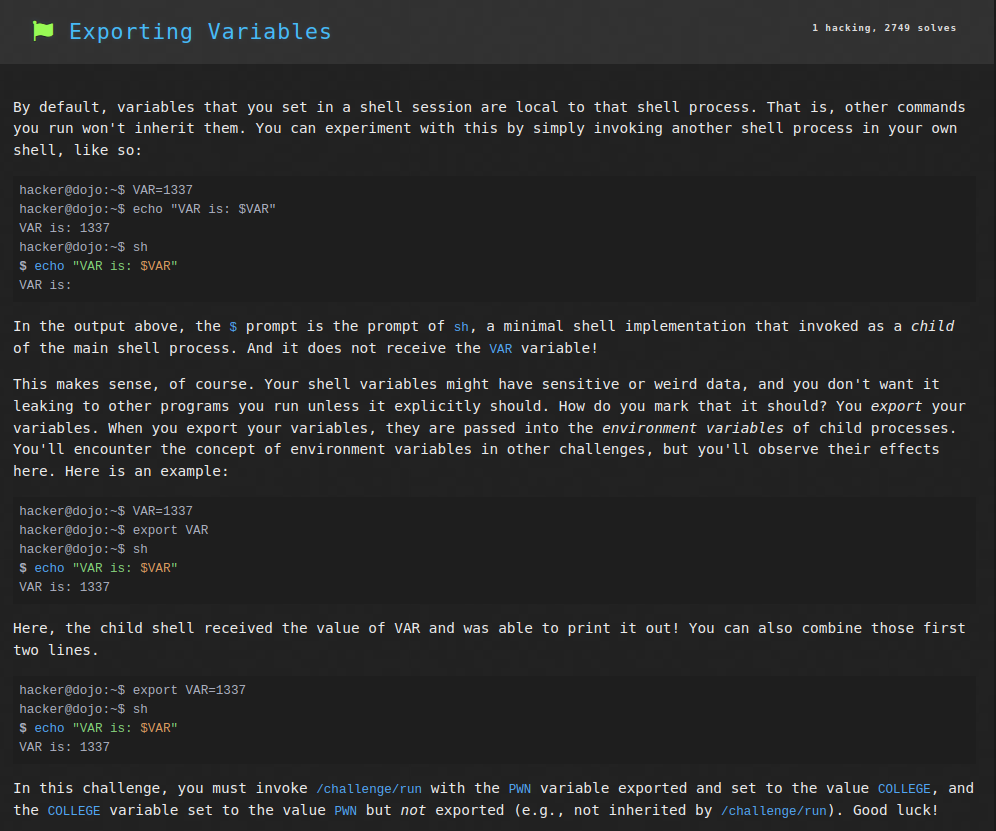 Exporting Variables
1 hacking, 2749 solves
By default, variables that you set in a shell session are local to that shell process. That is, other commands
you run won't inherit them. You can experiment with this by simply invoking another shell process in your own
shell, like so:
hacker@dojo:~$ VAR=1337
hacker@dojo:~$ echo "VAR is: $VAR"
VAR is: 1337
hacker@dojo:~$ sh
$ echo "VAR is: $VAR"
VAR is:
In the output above, the $ prompt is the prompt of sh, a minimal shell implementation that invoked as a child
of the main shell process. And it does not receive the VAR variable!
This makes sense, of course. Your shell variables might have sensitive or weird data, and you don't want it
leaking to other programs you run unless it explicitly should. How do you mark that it should? You export your
variables. When you export your variables, they are passed into the environment variables of child processes.
You'll encounter the concept of environment variables in other challenges, but you'll observe their effects
here. Here is an example:
hacker@dojo:~$ VAR=1337
hacker@dojo:~$ export VAR
hacker@dojo:~$ sh
$ echo "VAR is: $VAR"
VAR is: 1337
Here, the child shell received the value of VAR and was able to print it out! You can also combine those first
two lines.
hacker@dojo:~$ export VAR=1337
hacker@dojo:~$ sh
$ echo "VAR is: $VAR"
VAR is: 1337
In this challenge, you must invoke /challenge/run with the PWN variable exported and set to the value COLLEGE, and
the COLLEGE variable set to the value PWN but not exported (e.g., not inherited by /challenge/run). Good luck!